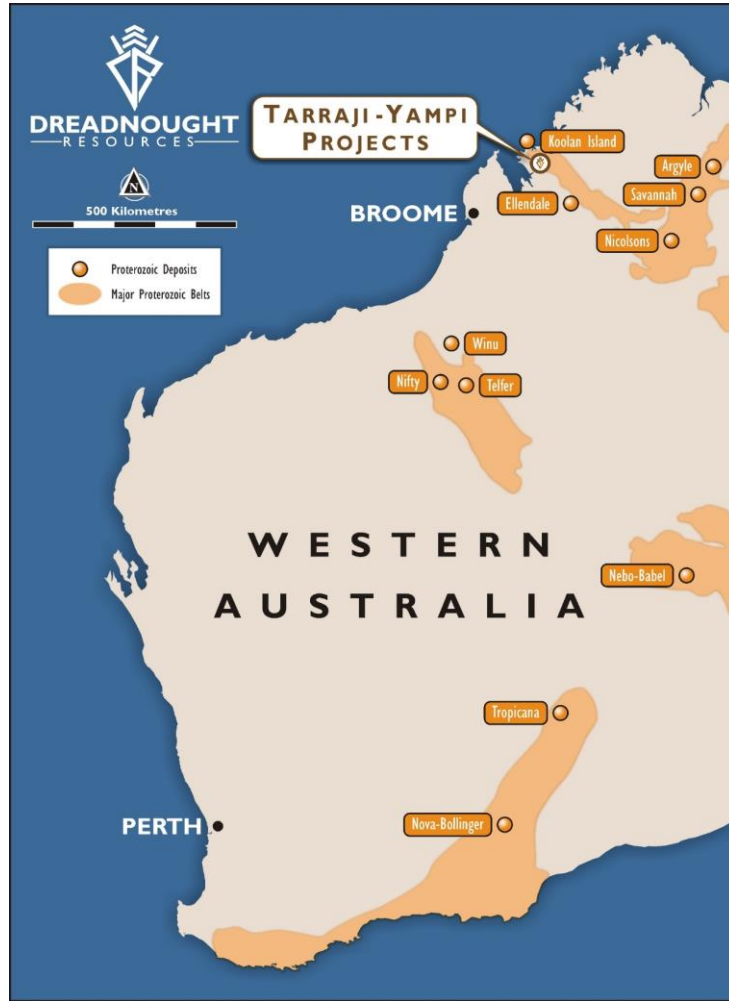 DREADNOUGHT
RESOURCES
N
500 Kilometres
Proterozoic Deposits
Major Proterozoic Belts
TARRAJI-YAMPI
PROJECTS
Koolan Island
Argyle
Savannah
Ellendale
BROOME
Nicolsons
Winu
Nifty
Telfer
WESTERN
AUSTRALIA
Nebo-Babel
Tropicana
PERTH
Nova-Bollinger